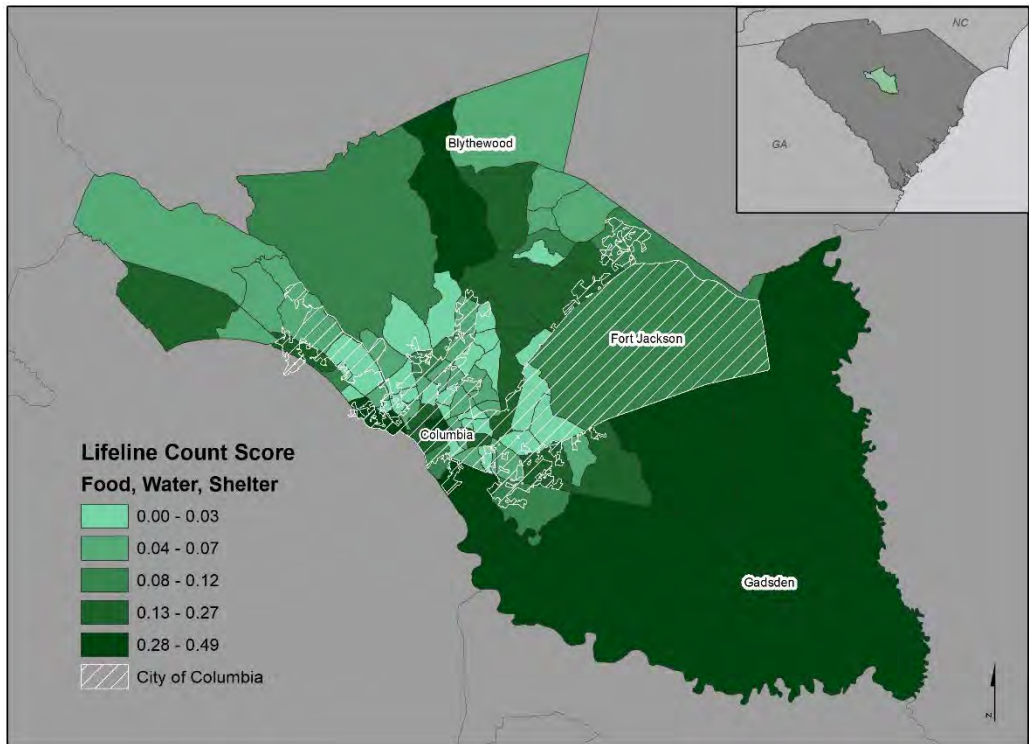 NC
GA
Blythewood
Fort Jackson
Columbia
Gadsden
Lifeline Count Score
Food, Water, Shelter
0.00 - 0.03
0.04 - 0.07
0.08 - 0.12
0.13 - 0.27
0.28 - 0.49
City of Columbia
N